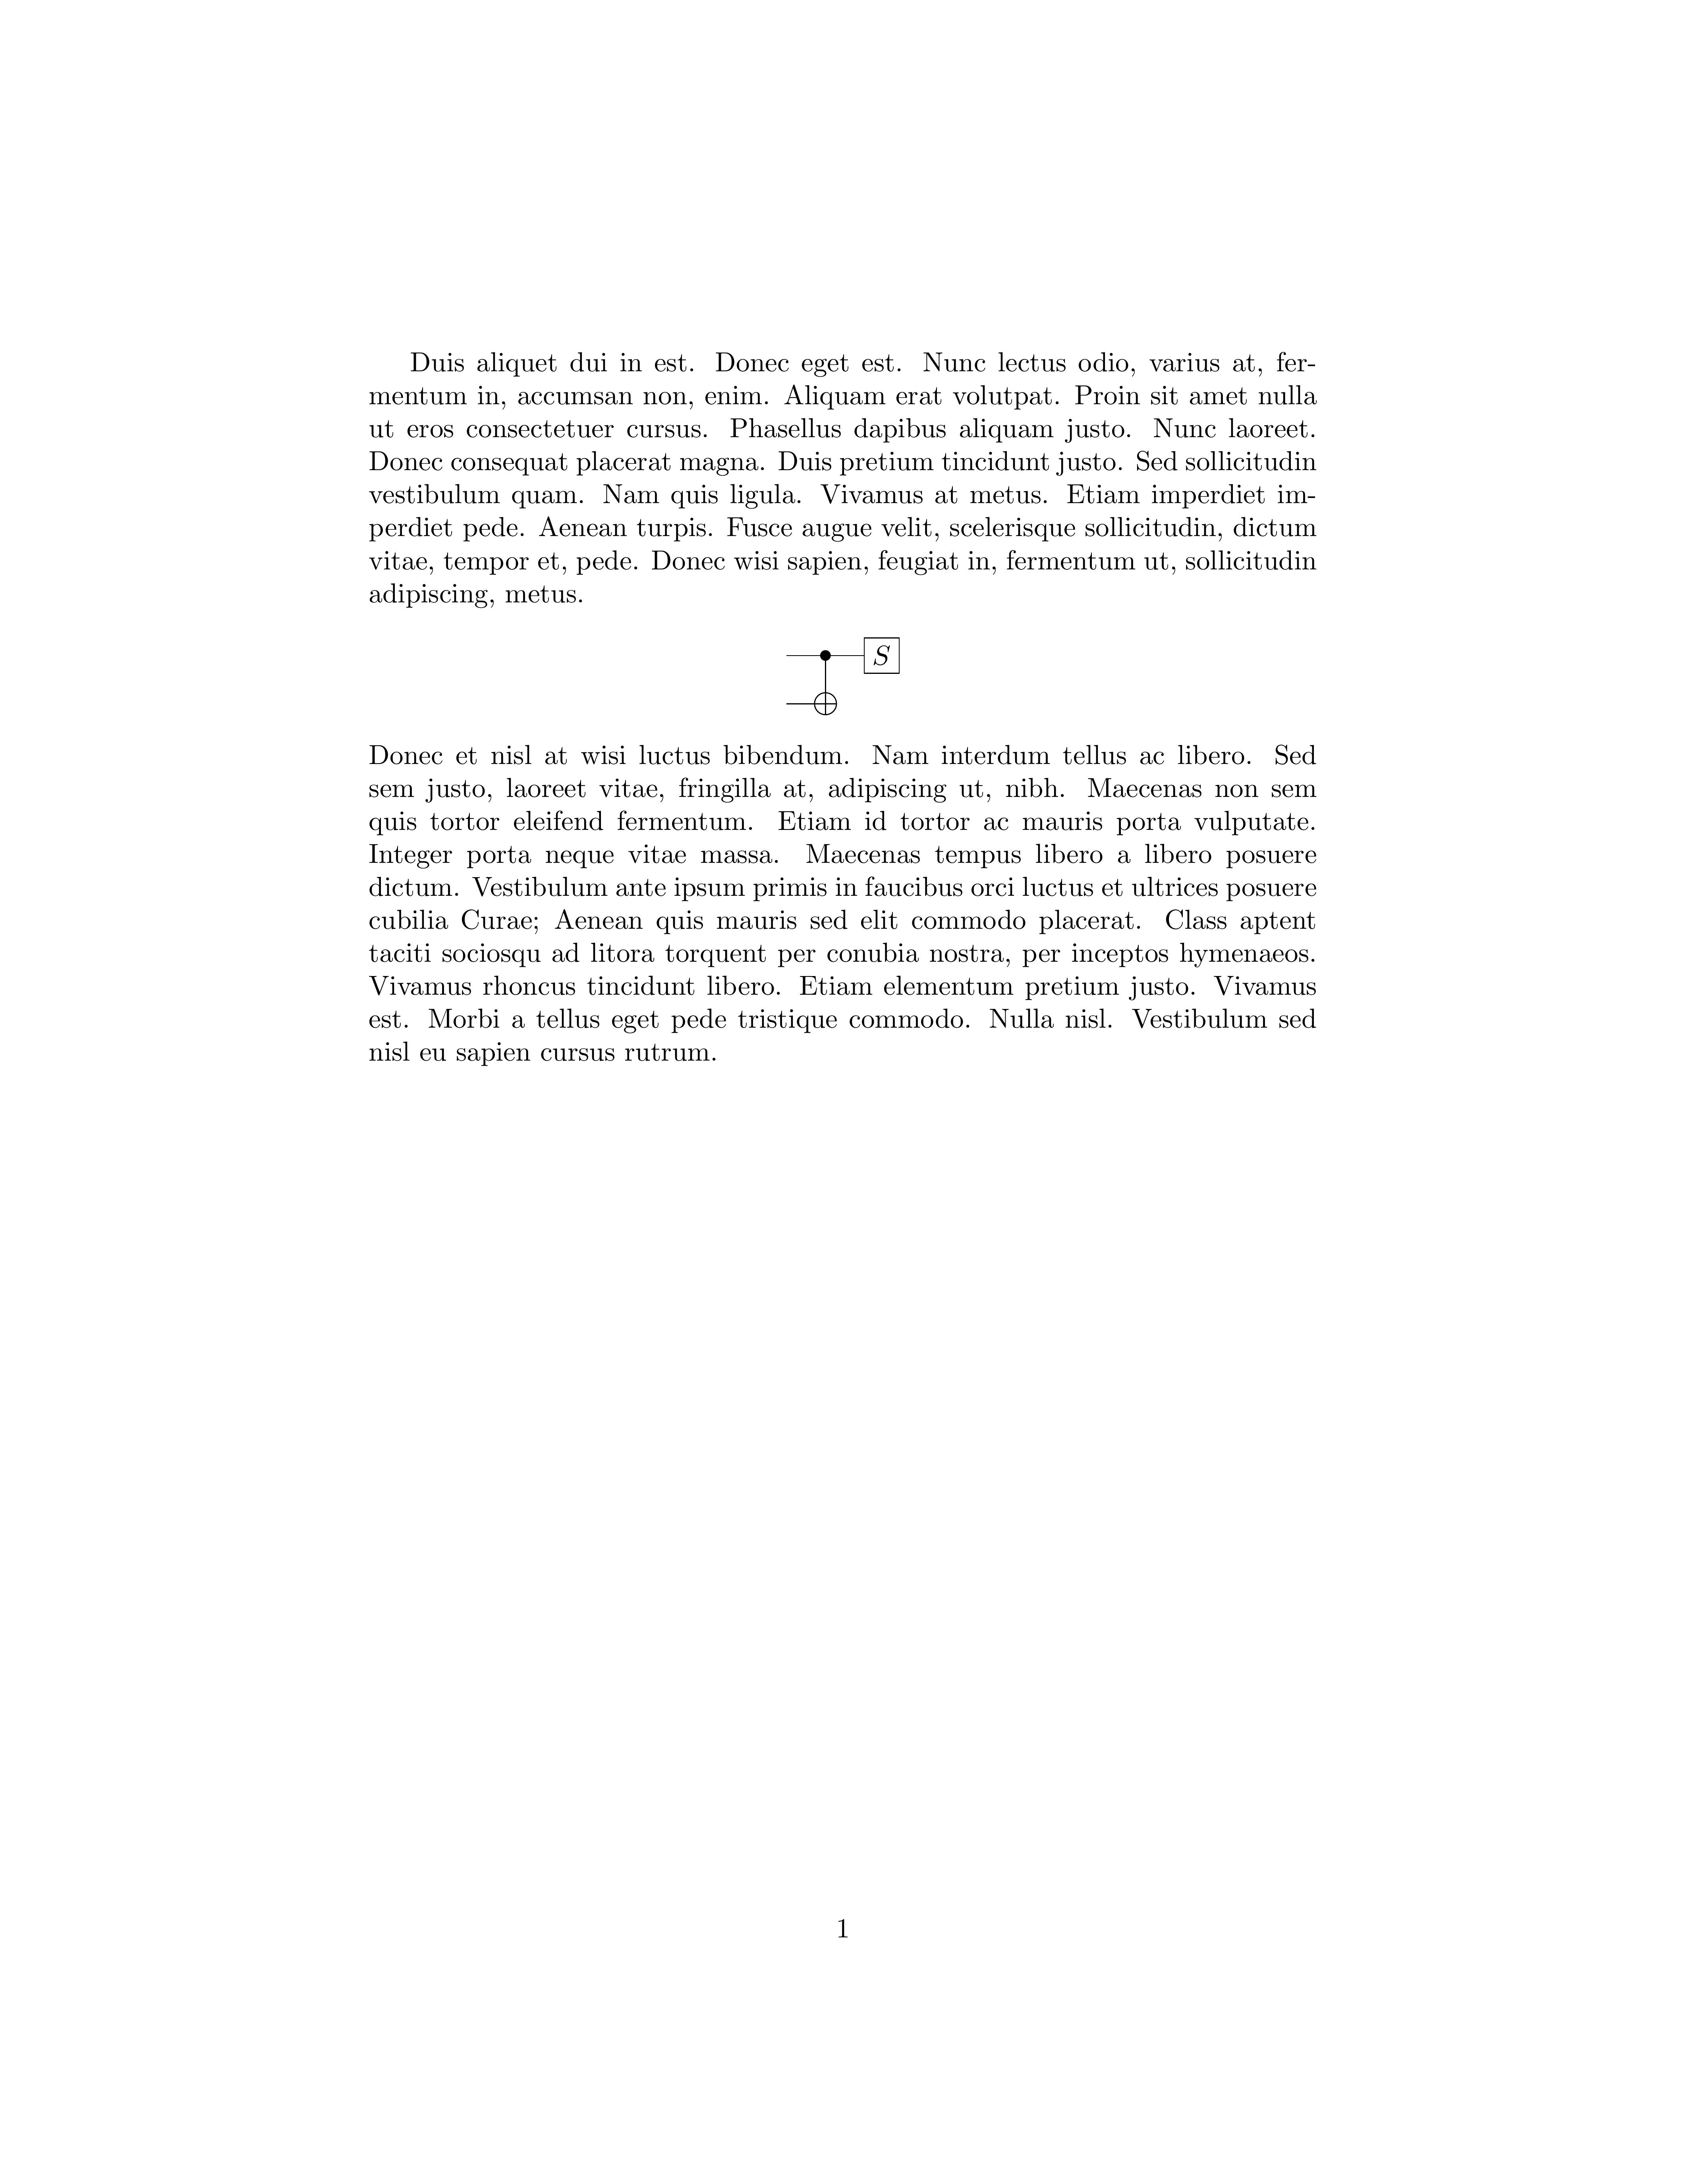 Duis aliquet dui in est. Donec eget est. Nunc lectus odio, varius at, fer-
mentum in, accumsan non, enim. Aliquam erat volutpat. Proin sit amet nulla
ut eros consectetuer cursus. Phasellus dapibus aliquam justo. Nunc laoreet.
Donec consequat placerat magna. Duis pretium tincidunt justo. Sed sollicitudin
vestibulum quam. Nam quis ligula. Vivamus at metus. Etiam imperdiet im-
perdiet pede. Aenean turpis. Fusce augue velit, scelerisque sollicitudin, dictum
vitae, tempor et, pede. Donec wisi sapien, feugiat in, fermentum ut, sollicitudin
adipiscing, metus.
S
Donec et nisl at wisi luctus bibendum. Nam interdum tellus ac libero. Sed
sem justo, laoreet vitae, fringilla at, adipiscing ut, nibh. Maecenas non sem
quis tortor eleifend fermentum. Etiam id tortor ac mauris porta vulputate.
Integer porta neque vitae massa. Maecenas tempus libero a libero posuere
dictum. Vestibulum ante ipsum primis in faucibus orci luctus et ultrices posuere
cubilia Curae; Aenean quis mauris sed elit commodo placerat. Class aptent
taciti sociosqu ad litora torquent per conubia nostra, per inceptos hymenaeos.
Vivamus rhoncus tincidunt libero. Etiam elementum pretium justo. Vivamus
est. Morbi a tellus eget pede tristique commodo. Nulla nisl. Vestibulum sed
nisl eu sapien cursus rutrum.
1